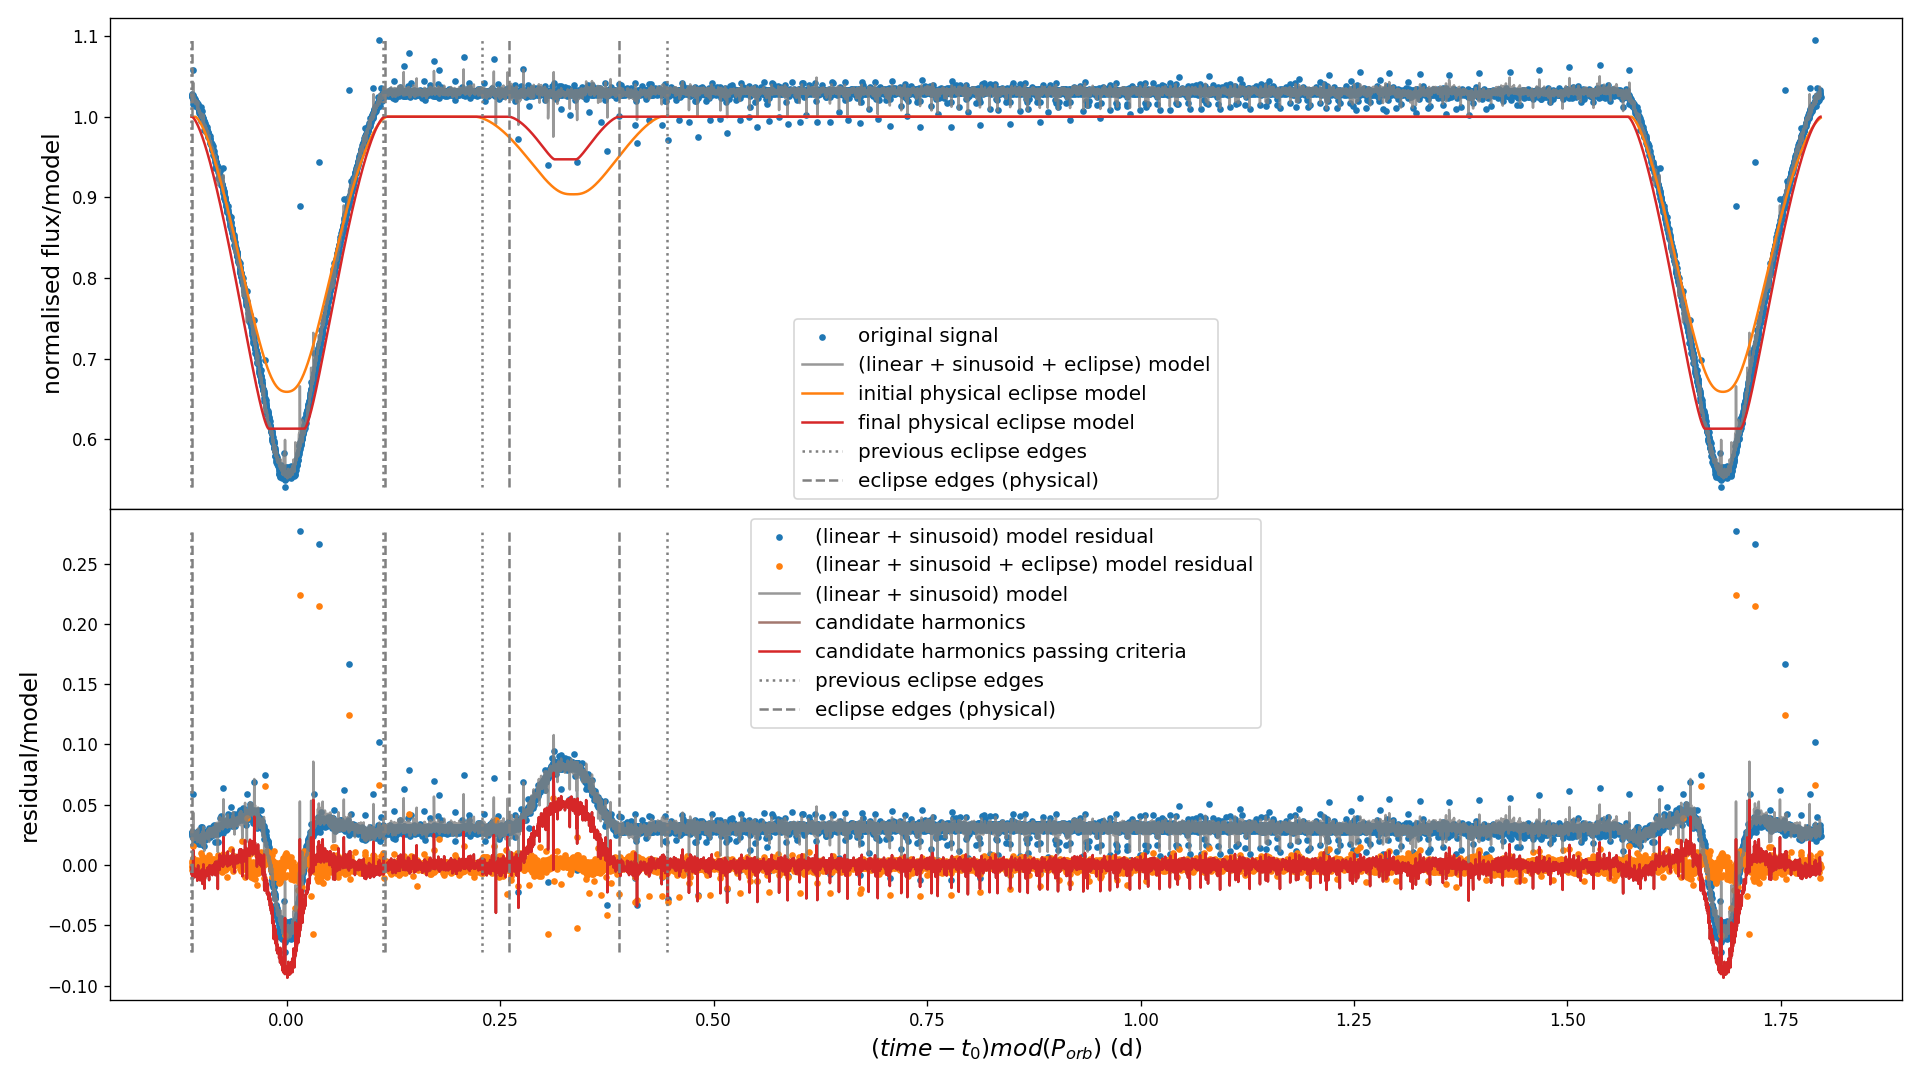 1.1
1.0
0.9
0.8
0.7
0.6
normalised flux/model
original signal
(linear + sinusoid + eclipse) model
initial physical eclipse model
final physical eclipse model
previous eclipse edges
eclipse edges (physical)
0.25
0.20
0.15
0.10
0.05
0.00
−0.05
−0.10
residual/model
(linear + sinusoid) model residual
(linear + sinusoid + eclipse) model residual
(linear + sinusoid) model
candidate harmonics
candidate harmonics passing criteria
previous eclipse edges
eclipse edges (physical)
0.00 0.25 0.50 0.75 1.00 1.25 1.50 1.75
(time − t₀)mod(Pₒᵣb) (d)